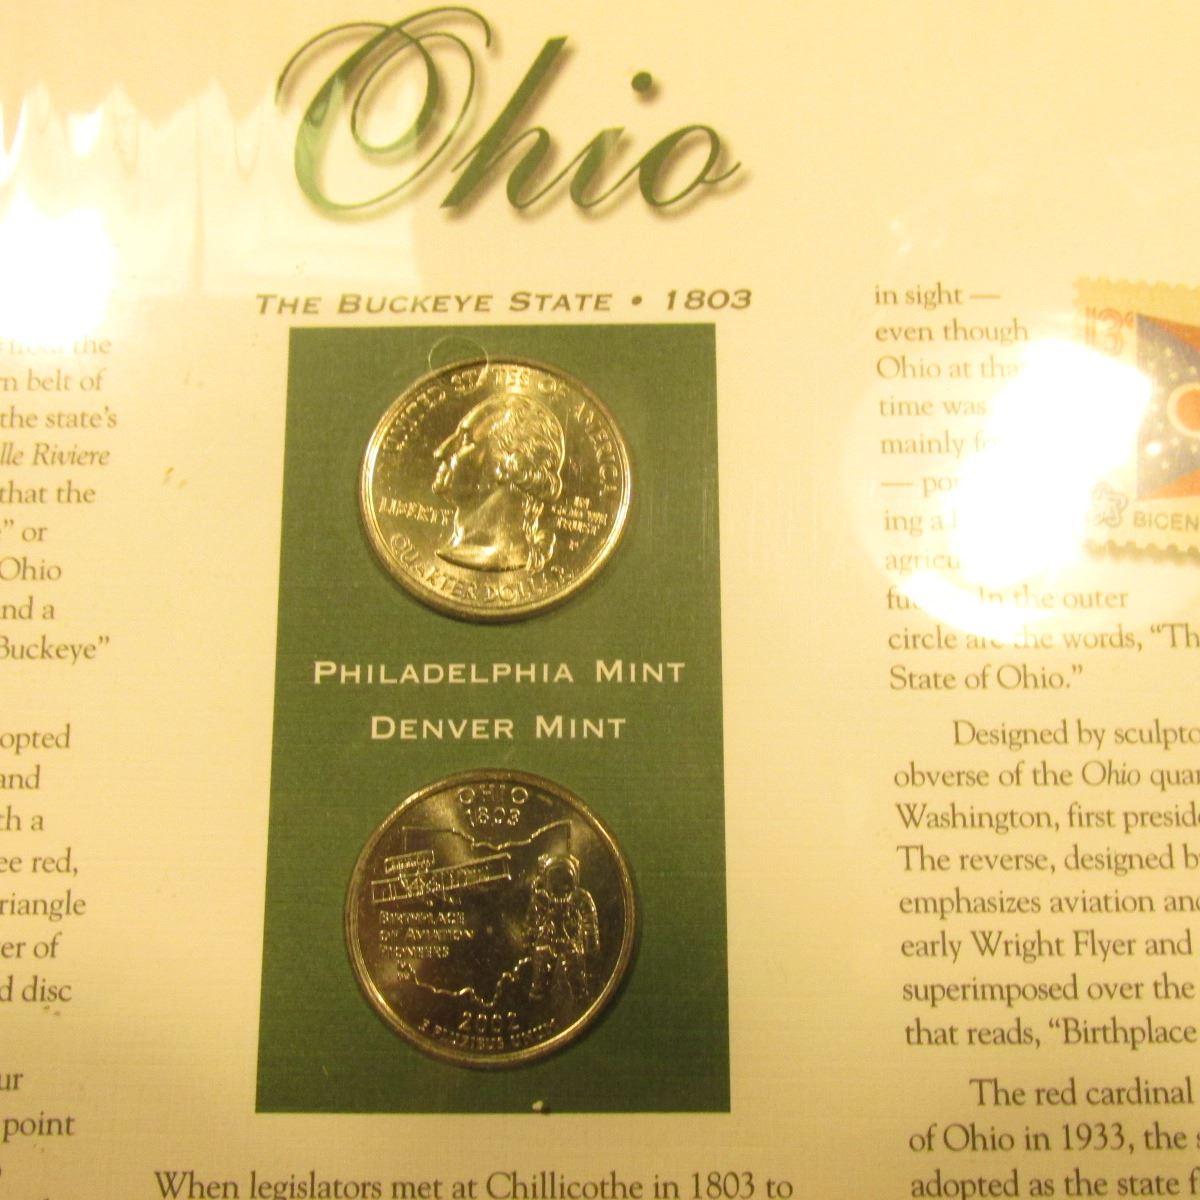 Ohio
THE BUCKEYE STATE • 1803
the
n belt of
the state's
lle Riviere
that the
" or
Ohio
nd a
Buckeye"
opted
and
th a
ee red,
riangle
er of
d disc
ur
point
UNITED STATES OF AMERICA
LIBERTY
IN
GOD WE
TRUST
QUARTER DOLLAR
PHILADELPHIA MINT
DENVER MINT
OHIO
1803
BIRTHPLACE
OF AVIATION
PIONEERS
2002
E PLURIBUS UNUM
When legislators met at Chillicothe in 1803 to
in sight —
even though
Ohio at tha
time was
mainly
—
ing a
agricu
In the outer
circle are the words, "Th
State of Ohio."
Designed by sculpto
obverse of the Ohio quar
Washington, first preside
The reverse, designed b
emphasizes aviation and
early Wright Flyer and
superimposed over the
that reads, "Birthplace
The red cardinal
of Ohio in 1933, the s
adopted as the state f
13c
BICEN